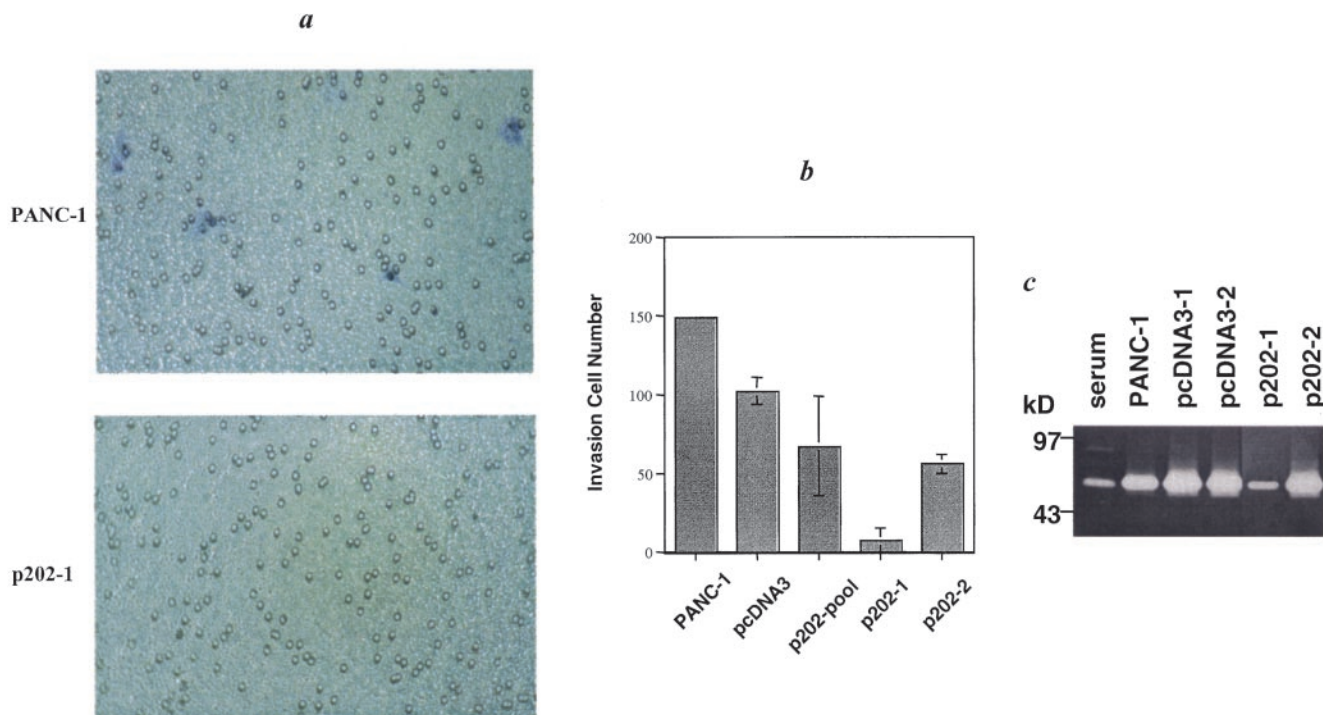 a
PANC-1
p202-1
b
Invasion Cell Number
200
150
100
50
0
PANC-1
pcDNA3
p202-pool
p202-1
p202-2
c
kD
serum
PANC-1
pcDNA3-1
pcDNA3-2
p202-1
p202-2
97
43